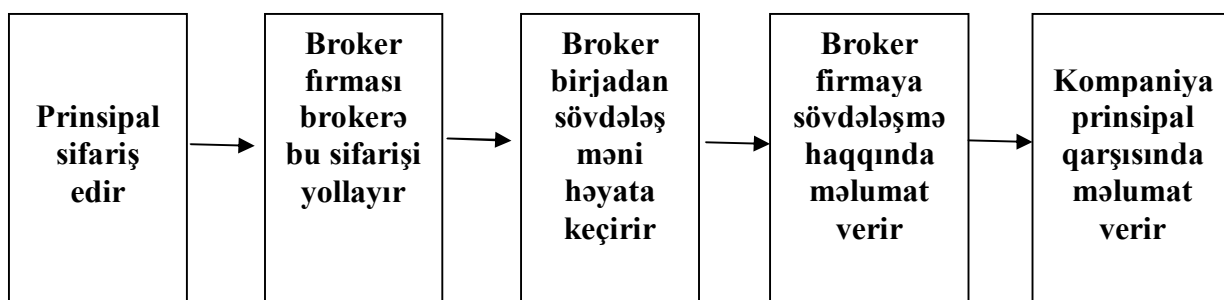 Prinsipal
sifariş
edir
Broker
fırması
brokerə
bu sifarişi
yollayır
Broker
birjadan
sövdələş
məni
həyata
keçirir
Broker
firmaya
sövdələşmə
haqqında
məlumat
verir
Kompaniya
prinsipal
qarşısında
məlumat
verir